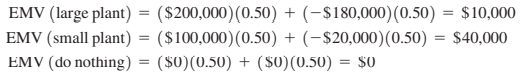 EMV (large plant) = ($200,000)(0.50) + (−$180,000)(0.50) = $10,000
EMV (small plant) = ($100,000)(0.50) + (−$20,000)(0.50) = $40,000
EMV (do nothing) = ($0)(0.50) + ($0)(0.50) = $0